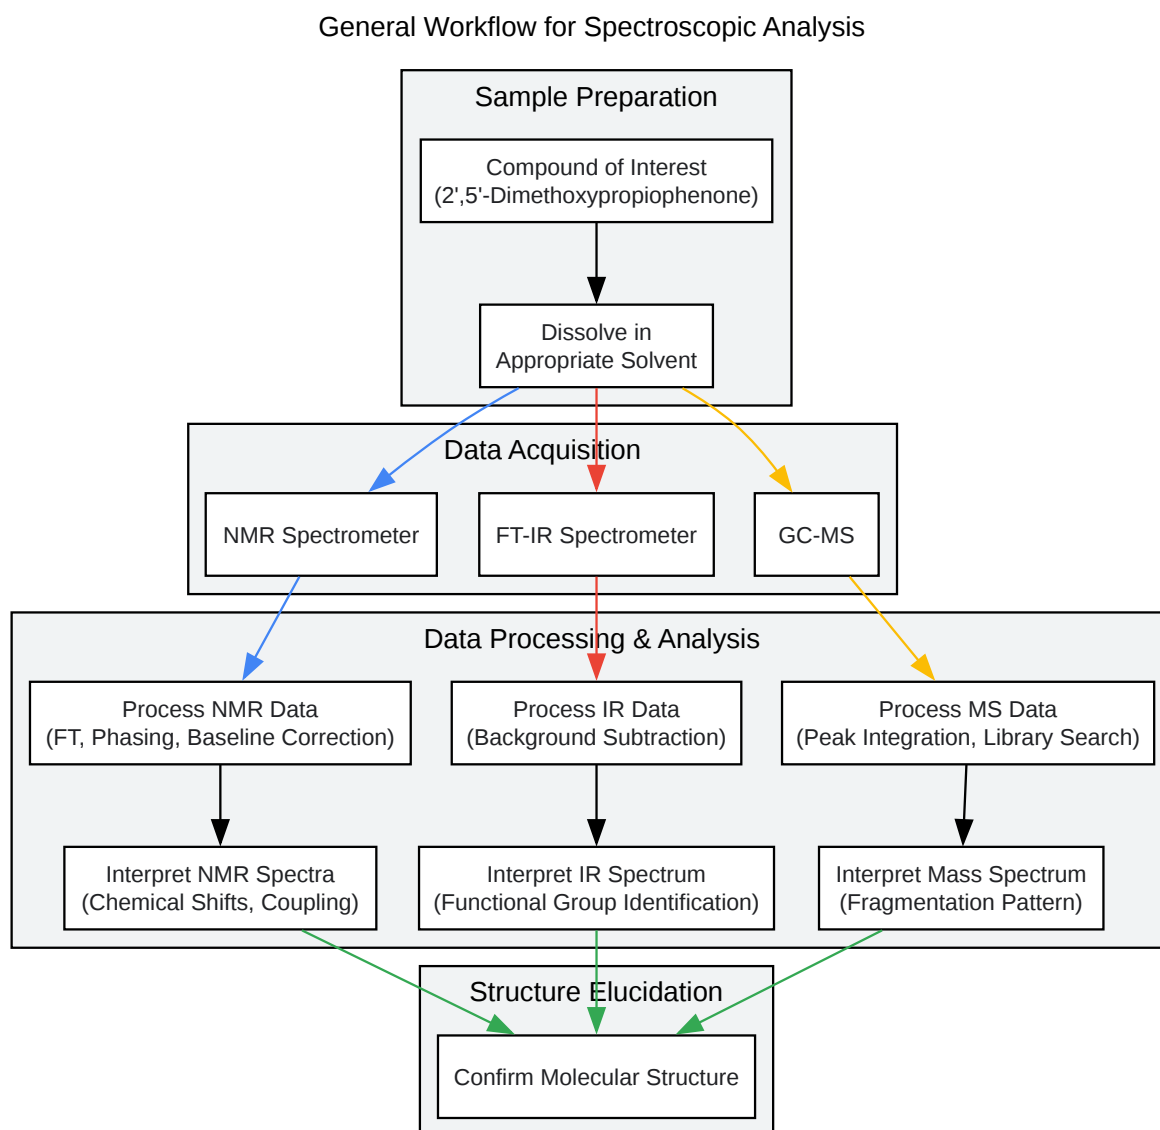 General Workflow for Spectroscopic Analysis
Sample Preparation
Compound of Interest
(2',5'-Dimethoxypropiophenone)
Dissolve in
Appropriate Solvent
Data Acquisition
NMR Spectrometer
FT-IR Spectrometer
GC-MS
Data Processing & Analysis
Process NMR Data
(FT, Phasing, Baseline Correction)
Process IR Data
(Background Subtraction)
Process MS Data
(Peak Integration, Library Search)
Interpret NMR Spectra
(Chemical Shifts, Coupling)
Interpret IR Spectrum
(Functional Group Identification)
Interpret Mass Spectrum
(Fragmentation Pattern)
Structure Elucidation
Confirm Molecular Structure